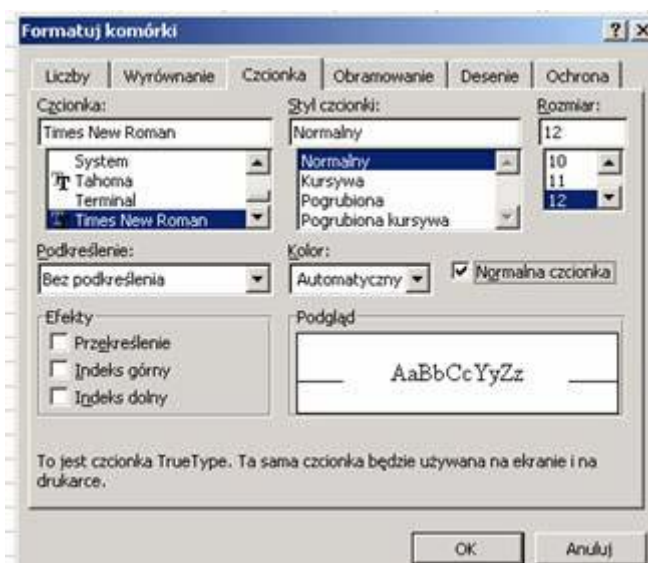 Formatuj komórki
Liczby Wyrównanie Czcionka Obramowanie Desenie Ochrona
Czcionka: Styl czcionki: Rozmiar:
Times New Roman Normalny 12
System Normalny 10
Tahoma Kursywa 11
Terminal Pogrubiona 12
Times New Roman Pogrubiona kursywa
Podkreślenie: Kolor:
Bez podkreślenia Automatyczny Normalna czcionka
Efekty Podgląd
Przekreślenie
Indeks górny AaBbCcYyZz
Indeks dolny
To jest czcionka TrueType. Ta sama czcionka będzie używana na ekranie i na
drukarce.
OK Anuluj